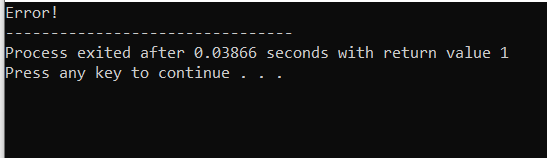 Error!
--------------------------------
Process exited after 0.03866 seconds with return value 1
Press any key to continue . . .